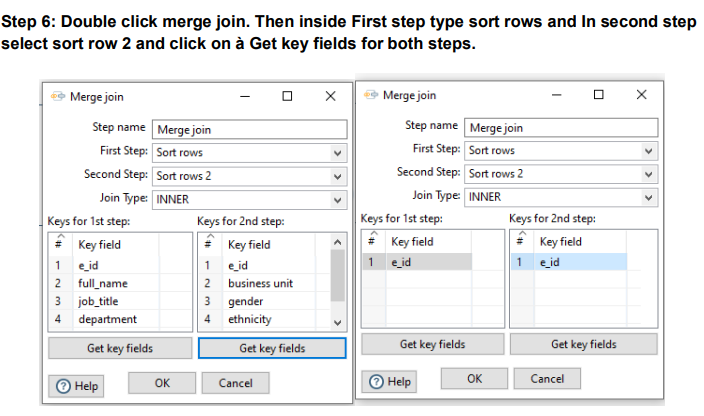 Step 6: Double click merge join. Then inside First step type sort rows and In second step
select sort row 2 and click on à Get key fields for both steps.
Merge join
Step name Merge join
First Step: Sort rows
Second Step: Sort rows 2
Join Type: INNER
Keys for 1st step: Keys for 2nd step:
# Key field # Key field
1 e_id 1 e_id
2 full_name 2 business unit
3 job_title 3 gender
4 department 4 ethnicity
Get key fields Get key fields
Help OK Cancel
Merge join
Step name Merge join
First Step: Sort rows
Second Step: Sort rows 2
Join Type: INNER
Keys for 1st step: Keys for 2nd step:
# Key field # Key field
1 e_id 1 e_id
Get key fields Get key fields
Help OK Cancel